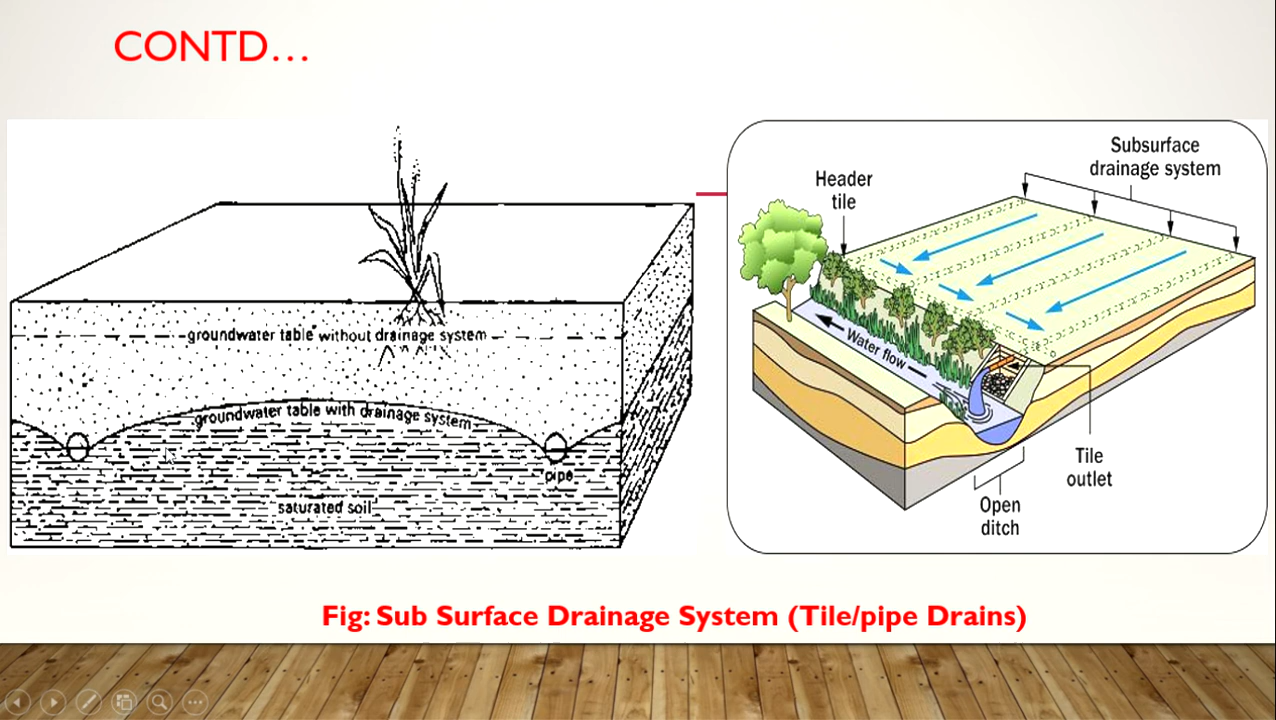 CONTD...
groundwater table without drainage system
groundwater table with drainage system
pipe
saturated soil
Subsurface
drainage system
Header
tile
Water flow
Tile
outlet
Open
ditch
Fig: Sub Surface Drainage System (Tile/pipe Drains)